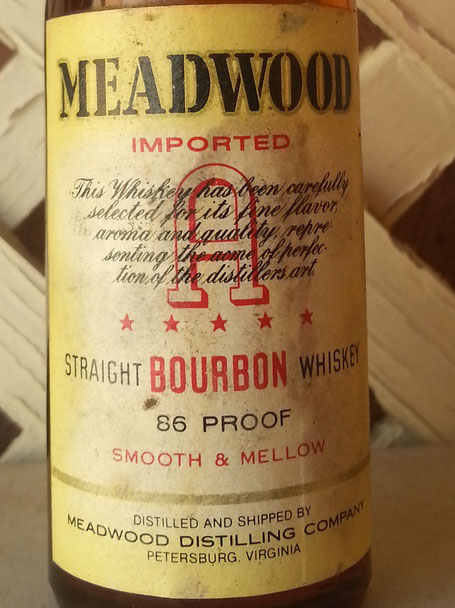 MEADWOOD
IMPORTED
A
This Whiskey has been carefully
selected for its fine flavor,
aroma and quality, repre-
senting the acme of perfec-
tion of the distillers art.
STRAIGHT BOURBON WHISKEY
86 PROOF
SMOOTH & MELLOW
DISTILLED AND SHIPPED BY
MEADWOOD DISTILLING COMPANY
PETERSBURG. VIRGINIA